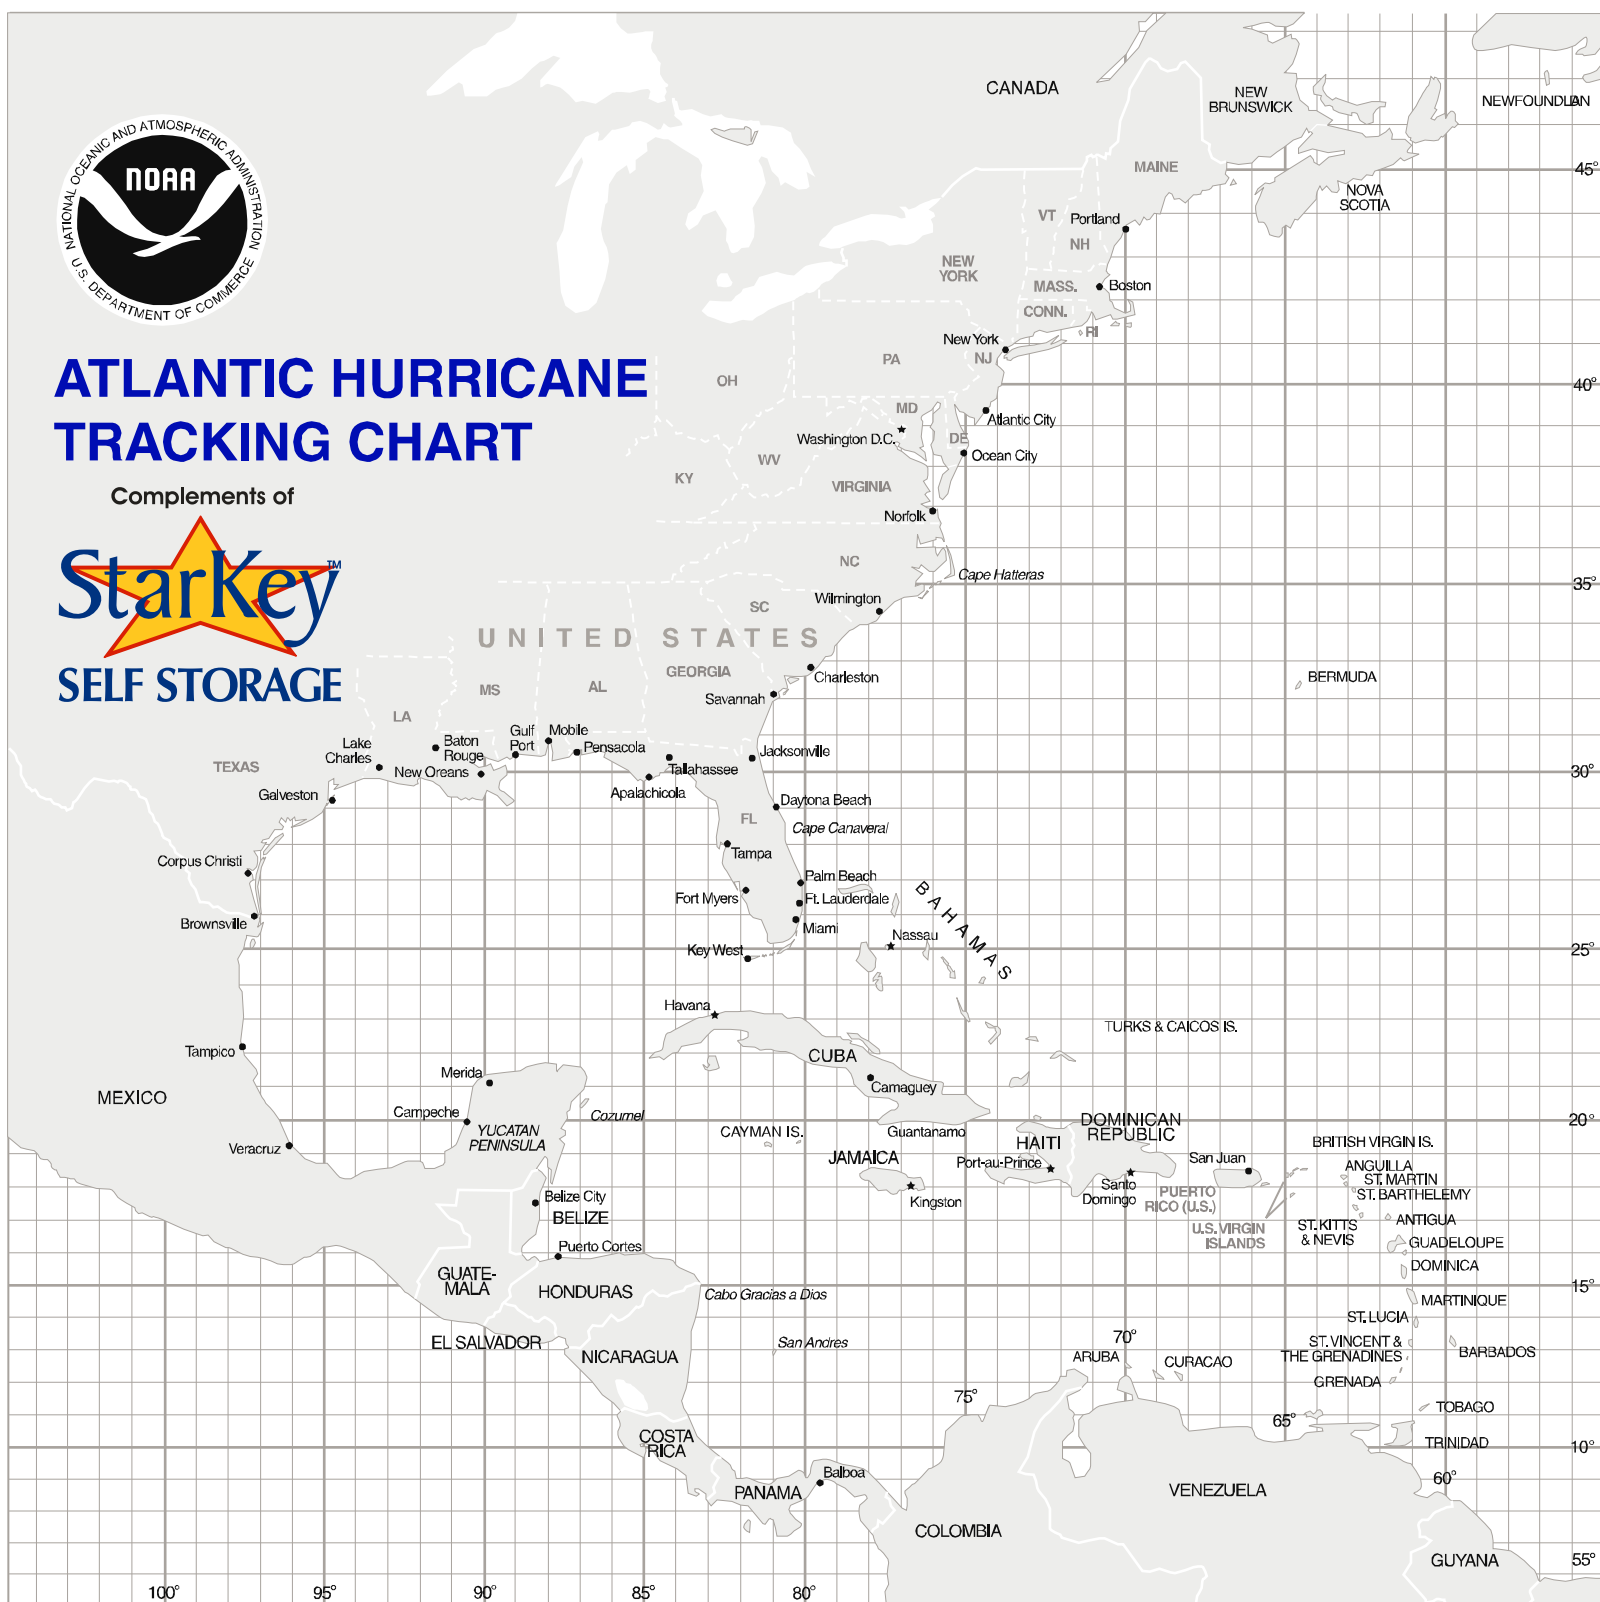 CANADA
NEW
BRUNSWICK
NEWFOUNDLAN
NATIONAL OCEANIC AND ATMOSPHERIC ADMINISTRATION
NOAA
U.S. DEPARTMENT OF COMMERCE
MAINE
45°
NOVA
SCOTIA
VT
Portland
NH
NEW
YORK
MASS.
Boston
CONN.
RI
New York
NJ
PA
OH
40°
ATLANTIC HURRICANE
TRACKING CHART
MD
Atlantic City
Washington D.C.
DE
Ocean City
WV
KY
VIRGINIA
Norfolk
Complements of
StarKey™
SELF STORAGE
NC
Cape Hatteras
35°
Wilmington
SC
UNITED STATES
GEORGIA
Charleston
BERMUDA
MS
AL
Savannah
LA
Gulf
Port
Mobile
Baton
Rouge
Lake
Charles
Pensacola
Jacksonville
TEXAS
New Oreans
Tallahassee
30°
Galveston
Apalachicola
Daytona Beach
FL
Cape Canaveral
Tampa
Corpus Christi
Palm Beach
Fort Myers
Ft. Lauderdale
BAHAMAS
Brownsville
Miami
Nassau
Key West
25°
Havana
TURKS & CAICOS IS.
Tampico
CUBA
Merida
Camaguey
MEXICO
Campeche
Cozumel
YUCATAN
PENINSULA
CAYMAN IS.
Guantanamo
DOMINICAN
REPUBLIC
20°
HAITI
Veracruz
BRITISH VIRGIN IS.
JAMAICA
Port-au-Prince
San Juan
ANGUILLA
ST. MARTIN
ST. BARTHELEMY
Belize City
Kingston
Santo
Domingo
PUERTO
RICO (U.S.)
BELIZE
ANTIGUA
U.S. VIRGIN
ISLANDS
ST. KITTS
& NEVIS
Puerto Cortes
GUADELOUPE
DOMINICA
GUATE-
MALA
HONDURAS
Cabo Gracias a Dios
15°
MARTINIQUE
ST. LUCIA
EL SALVADOR
San Andres
70°
ST. VINCENT &
THE GRENADINES
BARBADOS
NICARAGUA
ARUBA
CURACAO
GRENADA
75°
TOBAGO
65°
COSTA
RICA
TRINIDAD
10°
Balboa
60°
PANAMA
VENEZUELA
COLOMBIA
GUYANA
55°
100°
95°
90°
85°
80°